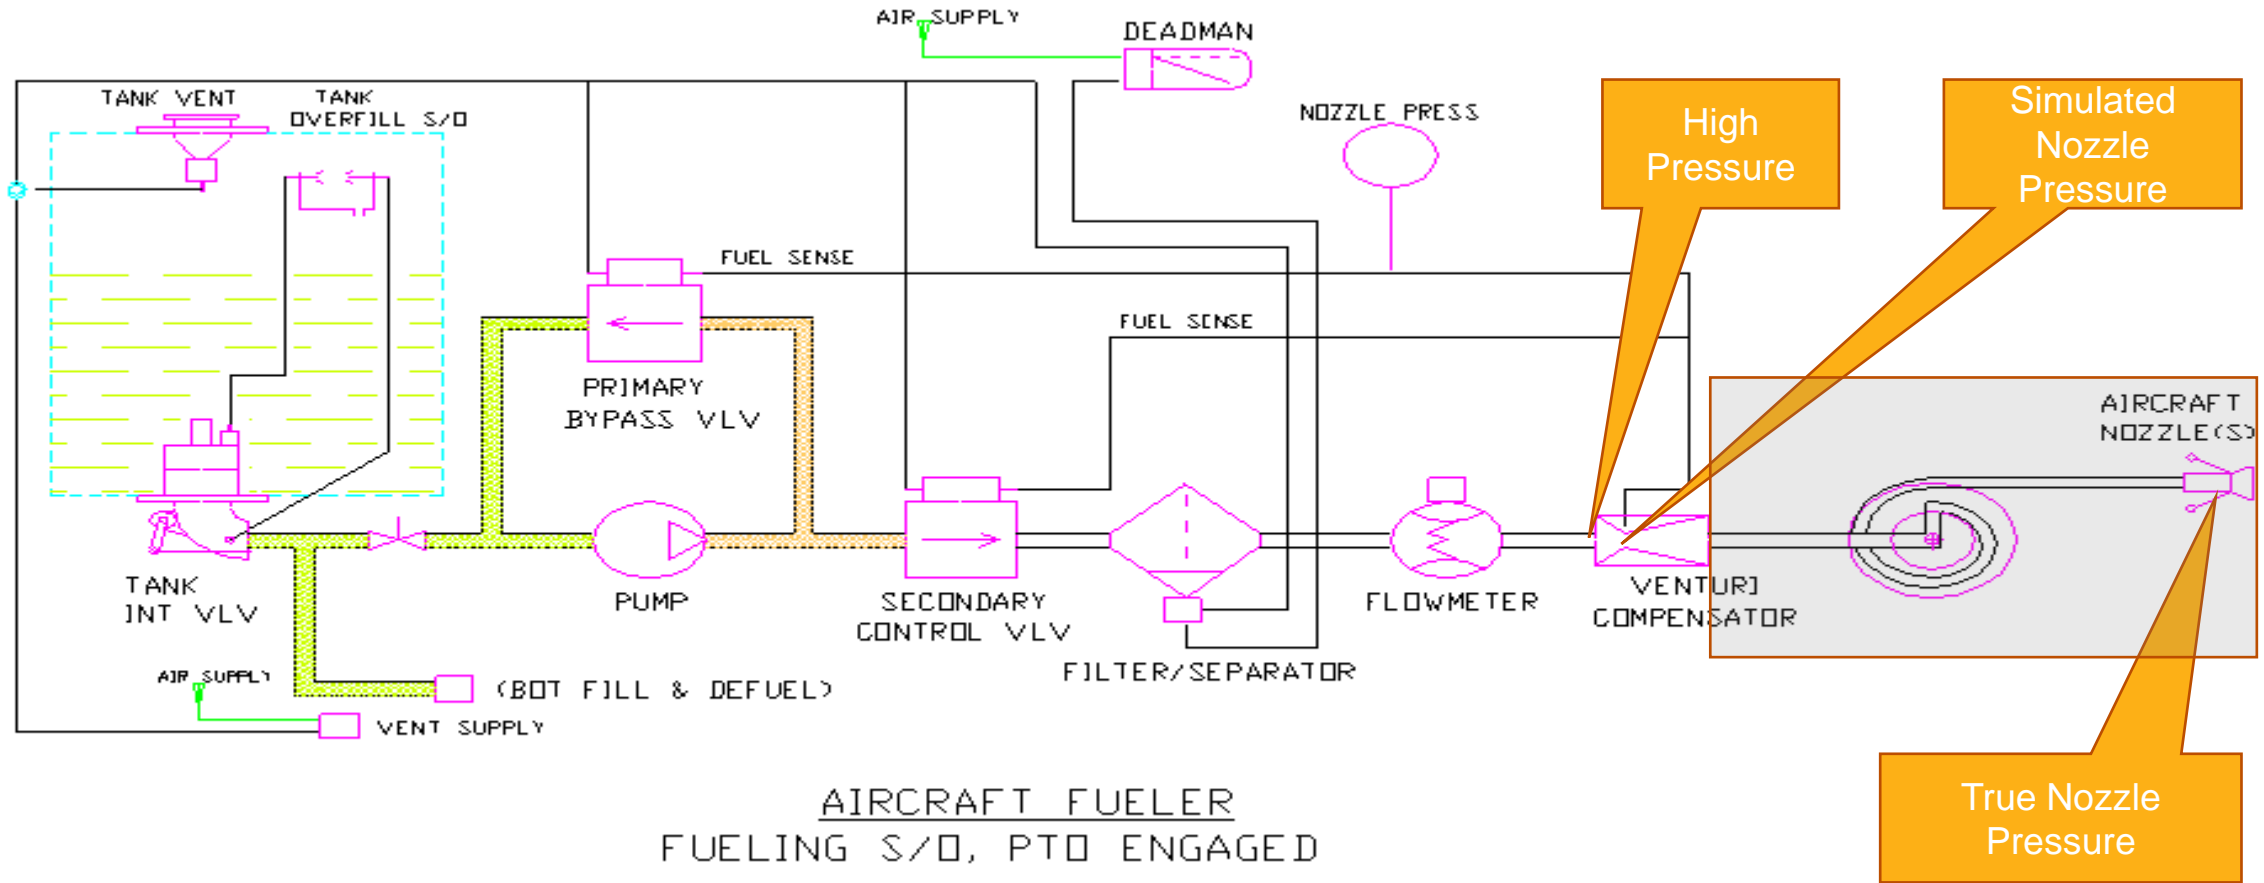 AIR SUPPLY
DEADMAN
TANK VENT
TANK
OVERFILL S/O
NOZZLE PRESS
High
Pressure
Simulated
Nozzle
Pressure
FUEL SENSE
FUEL SENSE
PRIMARY
BYPASS VLV
AIRCRAFT
NOZZLE(S)
TANK
INT VLV
PUMP
SECONDARY
CONTROL VLV
FLOWMETER
VENTURI
COMPENSATOR
FILTER/SEPARATOR
AIR SUPPLY
(BOT FILL & DEFUEL)
VENT SUPPLY
True Nozzle
Pressure
AIRCRAFT FUELER
FUELING S/O, PTO ENGAGED